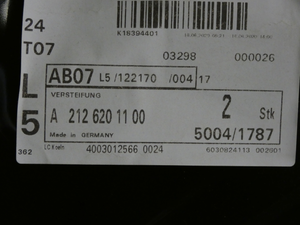 24
K16394401
T07
03298 000026
AB07 L5 /122170 /004 17
L5
VERSTEIFUNG
A 212 620 11 00
2 Stk
Made in GERMANY
5004/1787
362
4003012566 0024
6030824113 002001